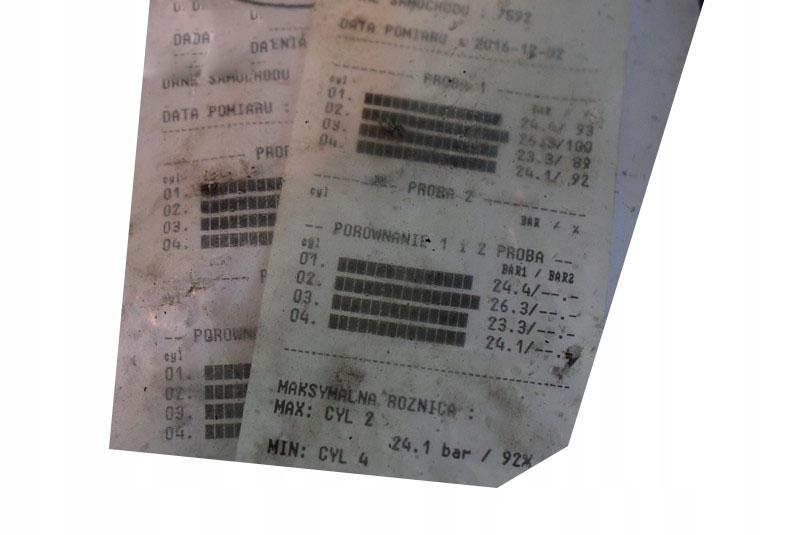 DADA
DATA POMIARU :
cyl
01.
02.
03.
04.
cyl
01.
02.
03.
04.
SAMOCHODU : 7592
DATA POMIARU : 2016-12-02
PROBA 1
cyl BAR / %
01. 24.4/ 93
02. 26.3/100
03. 23.3/ 89
04. 24.1/ 92
PROBA 2
cyl BAR / %
-- POROWNANIE 1 i 2 PROBA --
cyl BAR1 / BAR2
01. 24.4/--.-
02. 26.3/--.-
03. 23.3/--.-
04. 24.1/--.-
MAKSYMALNA ROZNICA :
MAX: CYL 2
MIN: CYL 4 24.1 bar / 92%